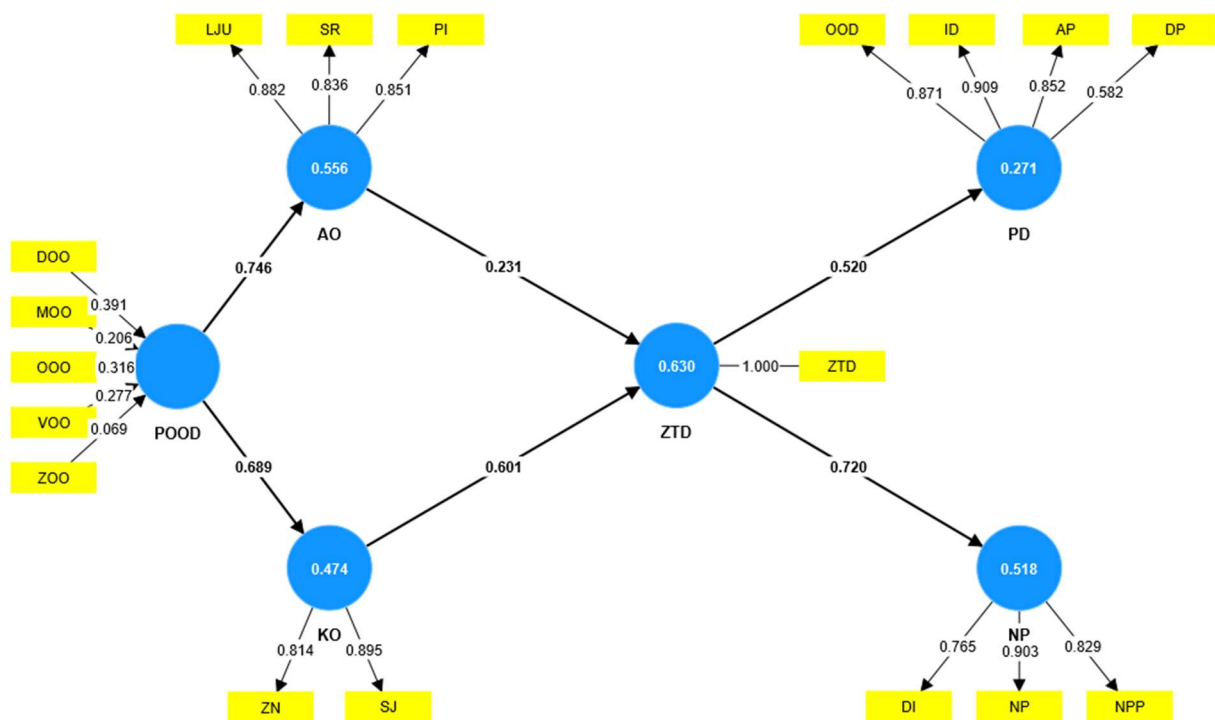 LJU SR PI OOD ID AP DP
0.882 0.836 0.851 0.871 0.909 0.852 0.582
0.556 0.271
AO PD
DOO 0.746 0.231 0.520
0.391
MOO
0.206
OOO 0.316 0.630 1.000 ZTD
0.277
VOO POOD ZTD
0.069
ZOO 0.689 0.601 0.720
0.474 0.518
KO NP
0.814 0.895 0.765 0.903 0.829
ZN SJ DI NP NPP